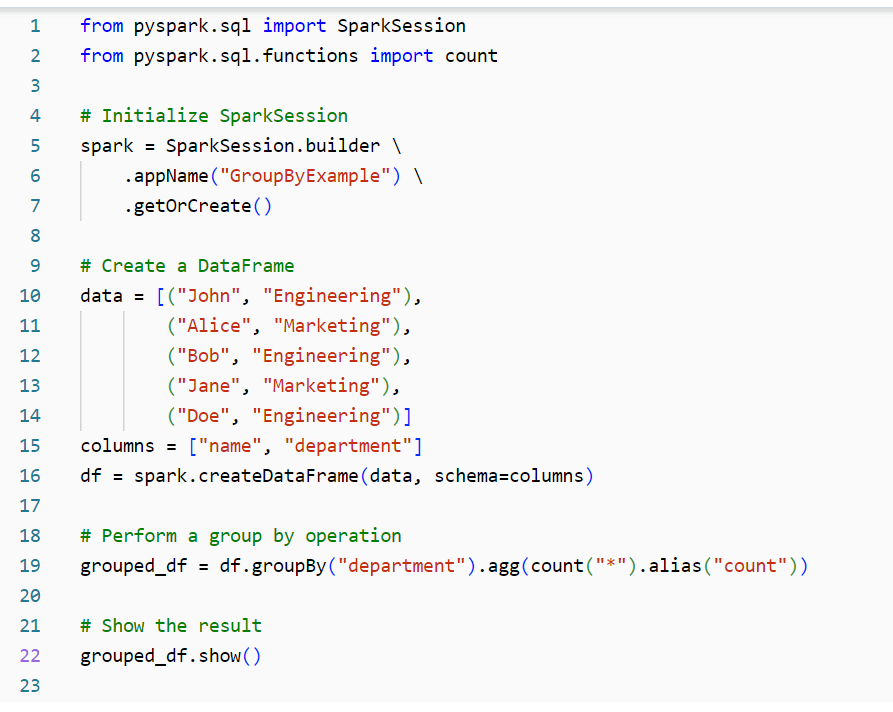 1 from pyspark.sql import SparkSession
2 from pyspark.sql.functions import count
3
4 # Initialize SparkSession
5 spark = SparkSession.builder \
6     .appName("GroupByExample") \
7     .getOrCreate()
8
9 # Create a DataFrame
10 data = [("John", "Engineering"),
11         ("Alice", "Marketing"),
12         ("Bob", "Engineering"),
13         ("Jane", "Marketing"),
14         ("Doe", "Engineering")]
15 columns = ["name", "department"]
16 df = spark.createDataFrame(data, schema=columns)
17
18 # Perform a group by operation
19 grouped_df = df.groupBy("department").agg(count("*").alias("count"))
20
21 # Show the result
22 grouped_df.show()
23